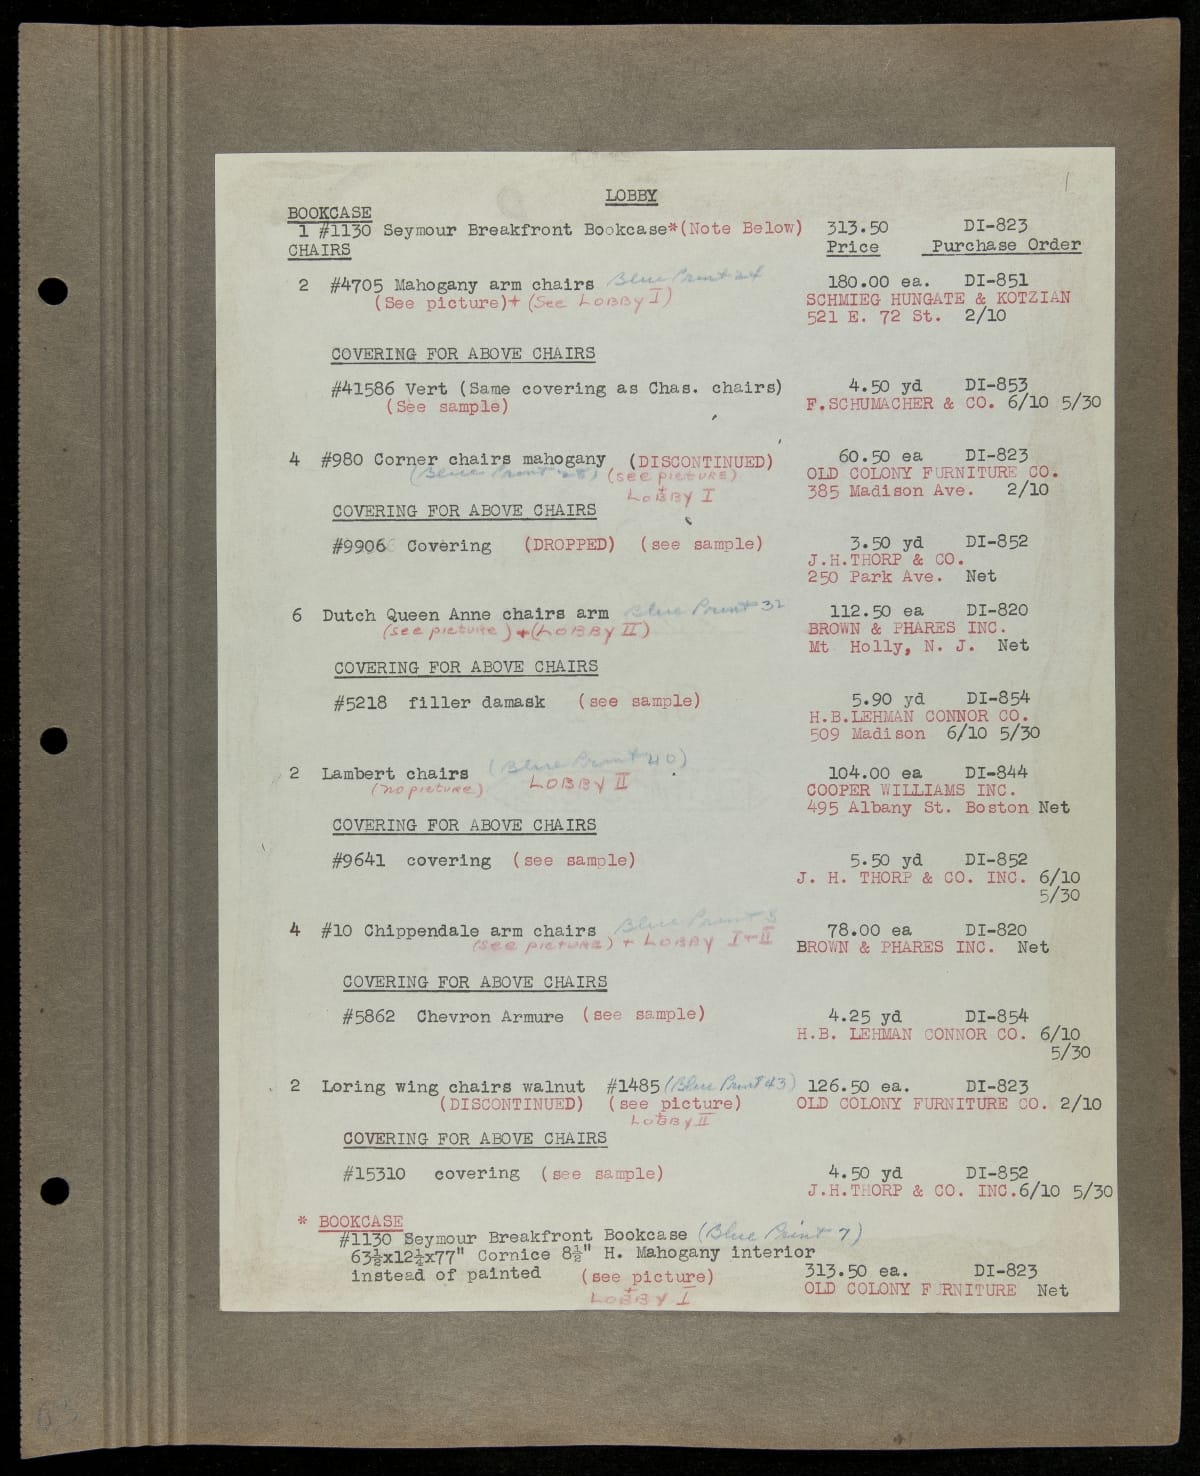 1
LOBBY
BOOKCASE
1 #1130 Seymour Breakfront Bookcase*(Note Below) 313.50 DI-823
CHAIRS Price Purchase Order
2 #4705 Mahogany arm chairs Blue Print 24 180.00 ea. DI-851
(See picture)+ (See LOBBY I) SCHMIEG HUNGATE & KOTZIAN
521 E. 72 St. 2/10
COVERING FOR ABOVE CHAIRS
#41586 Vert (Same covering as Chas. chairs) 4.50 yd DI-853
(See sample) F.SCHUMACHER & CO. 6/10 5/30
4 #980 Corner chairs mahogany (DISCONTINUED) 60.50 ea DI-823
(Blue Print 28) (see picture) OLD COLONY FURNITURE CO.
+ LOBBY I 385 Madison Ave. 2/10
COVERING FOR ABOVE CHAIRS
#9906 Covering (DROPPED) (see sample) 3.50 yd DI-852
J.H.THORP & CO.
250 Park Ave. Net
6 Dutch Queen Anne chairs arm Blue Print 32 112.50 ea DI-820
(see picture) + (LOBBY II) BROWN & PHARES INC.
Mt Holly, N. J. Net
COVERING FOR ABOVE CHAIRS
#5218 filler damask (see sample) 5.90 yd DI-854
H.B.LEHMAN CONNOR CO.
509 Madison 6/10 5/30
2 Lambert chairs (Blue Print 40) 104.00 ea DI-844
(no picture) LOBBY II COOPER WILLIAMS INC.
495 Albany St. Boston Net
COVERING FOR ABOVE CHAIRS
#9641 covering (see sample) 5.50 yd DI-852
J. H. THORP & CO. INC. 6/10
5/30
4 #10 Chippendale arm chairs Blue Print 3 78.00 ea DI-820
(see picture) + LOBBY I+II BROWN & PHARES INC. Net
COVERING FOR ABOVE CHAIRS
#5862 Chevron Armure (see sample) 4.25 yd DI-854
H.B. LEHMAN CONNOR CO. 6/10
5/30
2 Loring wing chairs walnut #1485 (Blue Print 43) 126.50 ea. DI-823
(DISCONTINUED) (see picture) OLD COLONY FURNITURE CO. 2/10
+ LOBBY II
COVERING FOR ABOVE CHAIRS
#15310 covering (see sample) 4.50 yd DI-852
J.H.THORP & CO. INC.6/10 5/30
* BOOKCASE
#1130 Seymour Breakfront Bookcase (Blue Print 7)
63½x12¼x77" Cornice 8½" H. Mahogany interior
instead of painted (see picture) 313.50 ea. DI-823
+ LOBBY I OLD COLONY F RNITURE Net